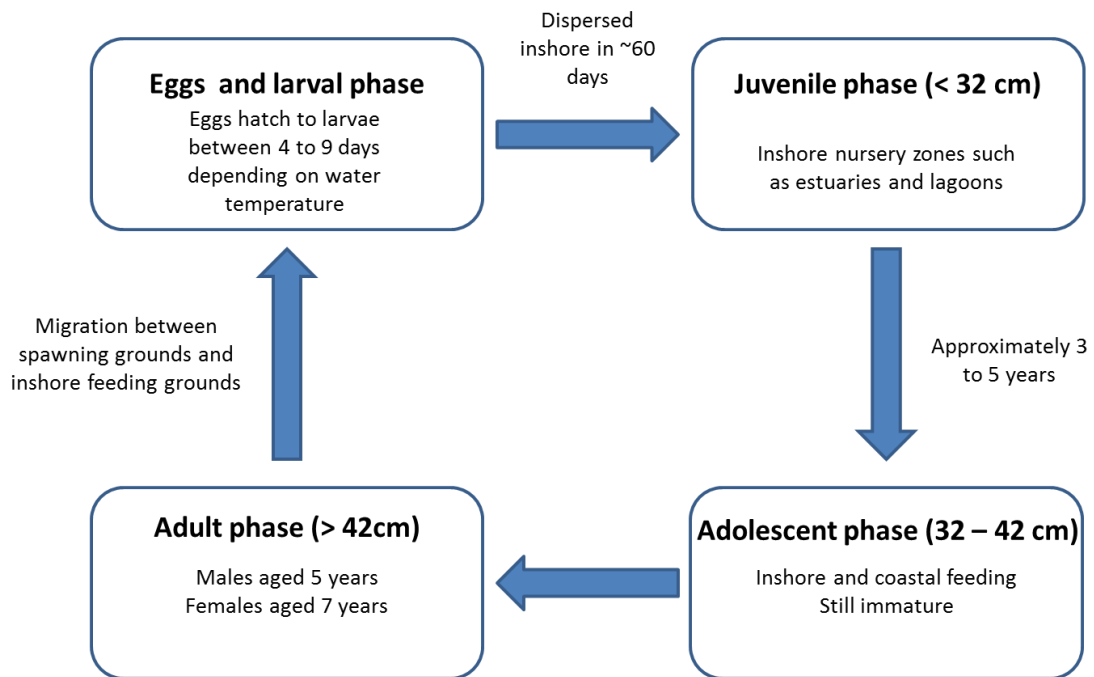 Eggs and larval phase
Eggs hatch to larvae
between 4 to 9 days
depending on water
temperature
Dispersed
inshore in ~60
days
Juvenile phase (< 32 cm)
Inshore nursery zones such
as estuaries and lagoons
Approximately 3
to 5 years
Adolescent phase (32 – 42 cm)
Inshore and coastal feeding
Still immature
Adult phase (> 42cm)
Males aged 5 years
Females aged 7 years
Migration between
spawning grounds and
inshore feeding grounds